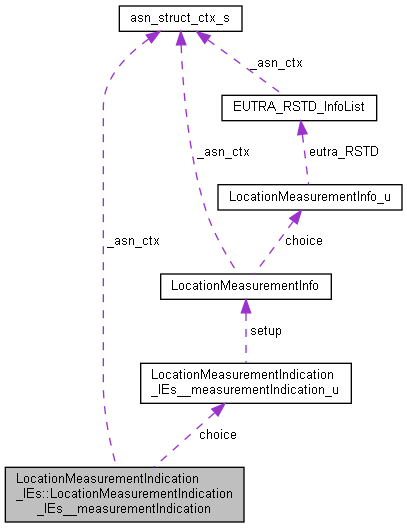 asn_struct_ctx_s
_asn_ctx
EUTRA_RSTD_InfoList
_asn_ctx
eutra_RSTD
LocationMeasurementInfo_u
_asn_ctx
choice
LocationMeasurementInfo
setup
LocationMeasurementIndication
_IEs__measurementIndication_u
choice
LocationMeasurementIndication
_IEs::LocationMeasurementIndication
_IEs__measurementIndication